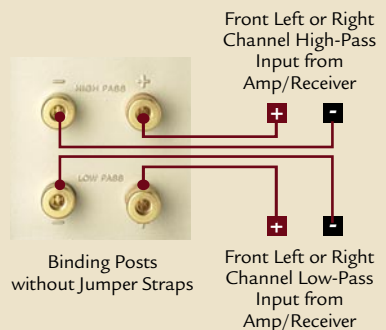 Front Left or Right
Channel High-Pass
Input from
Amp/Receiver
– +
HIGH PASS
+ -
LOW PASS
– +
+ -
Binding Posts
without Jumper Straps
Front Left or Right
Channel Low-Pass
Input from
Amp/Receiver